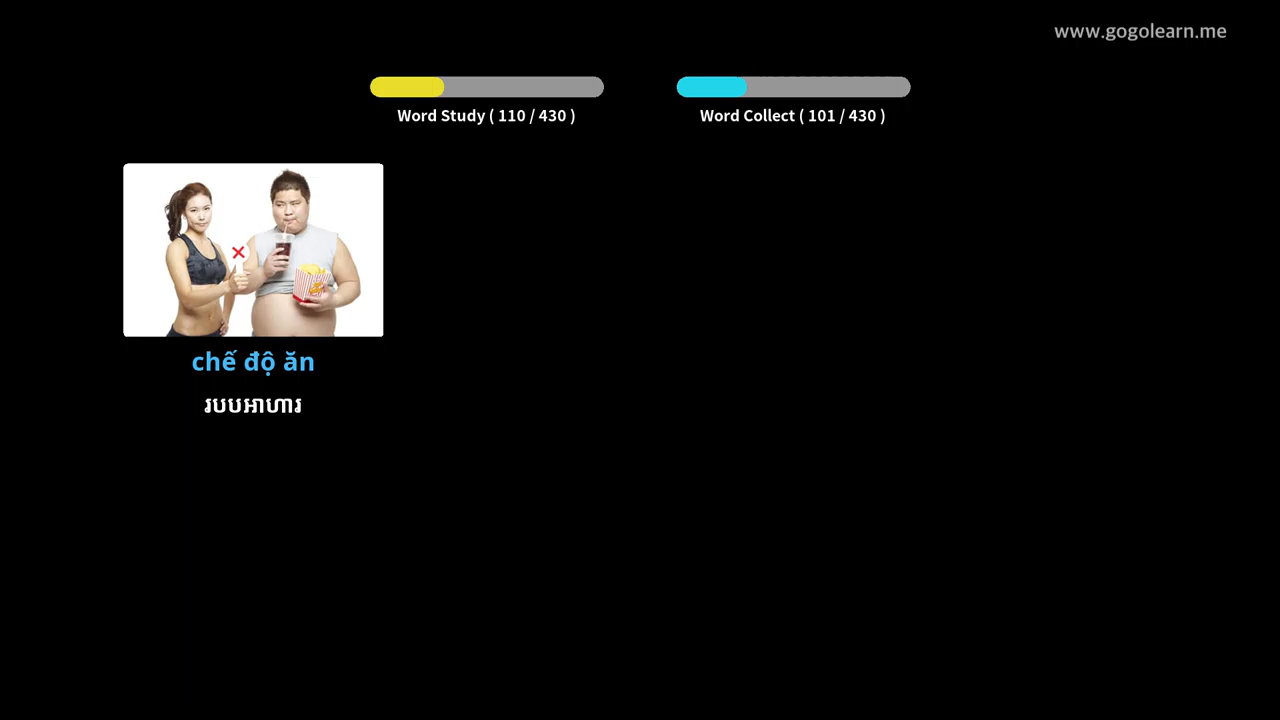 www.gogolearn.me
Word Study ( 110 / 430 )
Word Collect ( 101 / 430 )
chế độ ăn
របបអាហារ